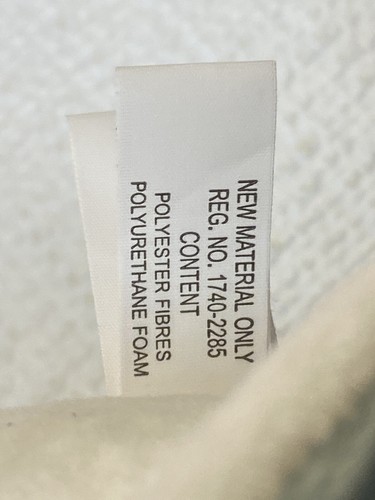 NEW MATERIAL ONLY
REG. NO. 1740-2285
CONTENT
POLYESTER FIBRES
POLYURETHANE FOAM